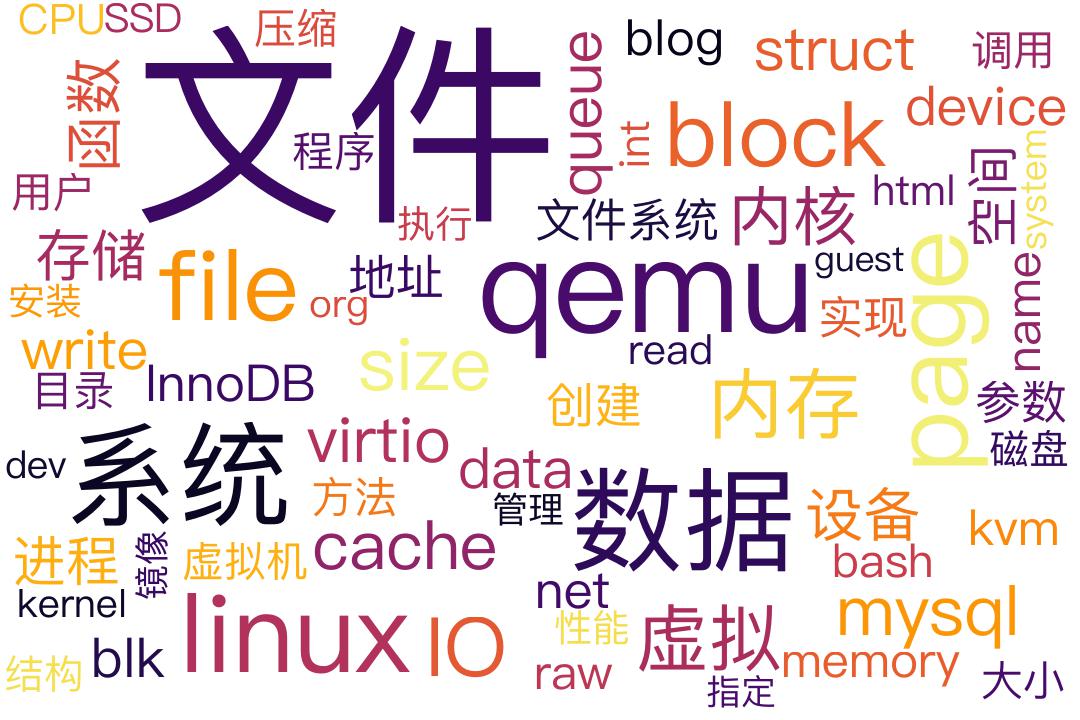 CPU
SSD
压缩
文件
queue
blog
struct
调用
函数
程序
int
block
device
用户
执行
文件系统
内核
html
空间
system
存储
file
地址
qemu
guest
page
name
安装
org
实现
write
read
目录
InnoDB
size
创建
内存
参数
磁盘
dev
系统
virtio
data
方法
管理
数据
设备
kvm
进程
镜像
虚拟机
cache
bash
kernel
net
mysql
linux
IO
性能
虚拟
结构
blk
raw
memory
指定
大小